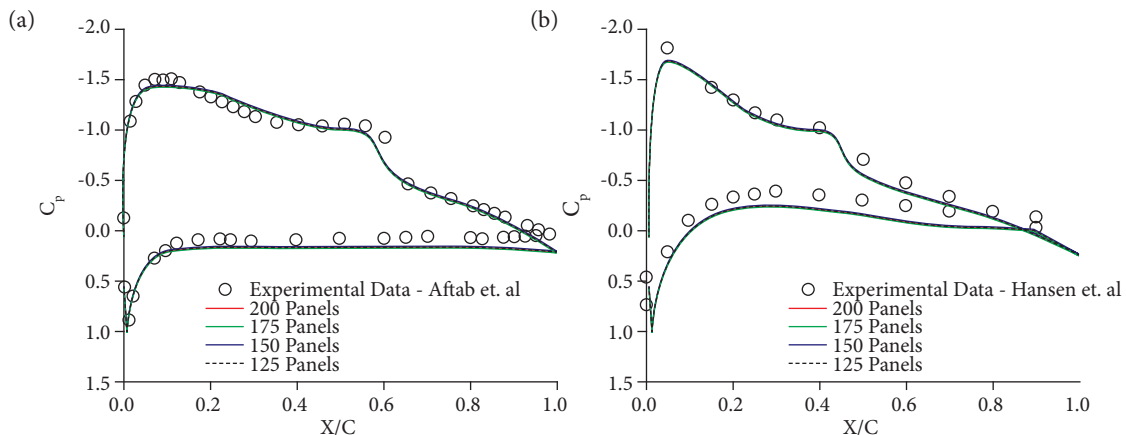 (a)
-2.0
-1.5
-1.0
-0.5
0.0
0.5
1.0
1.5
Cp
Experimental Data - Aftab et. al
200 Panels
175 Panels
150 Panels
125 Panels
0.0 0.2 0.4 0.6 0.8 1.0
X/C
(b)
-2.0
-1.5
-1.0
-0.5
0.0
0.5
1.0
1.5
Cp
Experimental Data - Hansen et. al
200 Panels
175 Panels
150 Panels
125 Panels
0.0 0.2 0.4 0.6 0.8 1.0
X/C